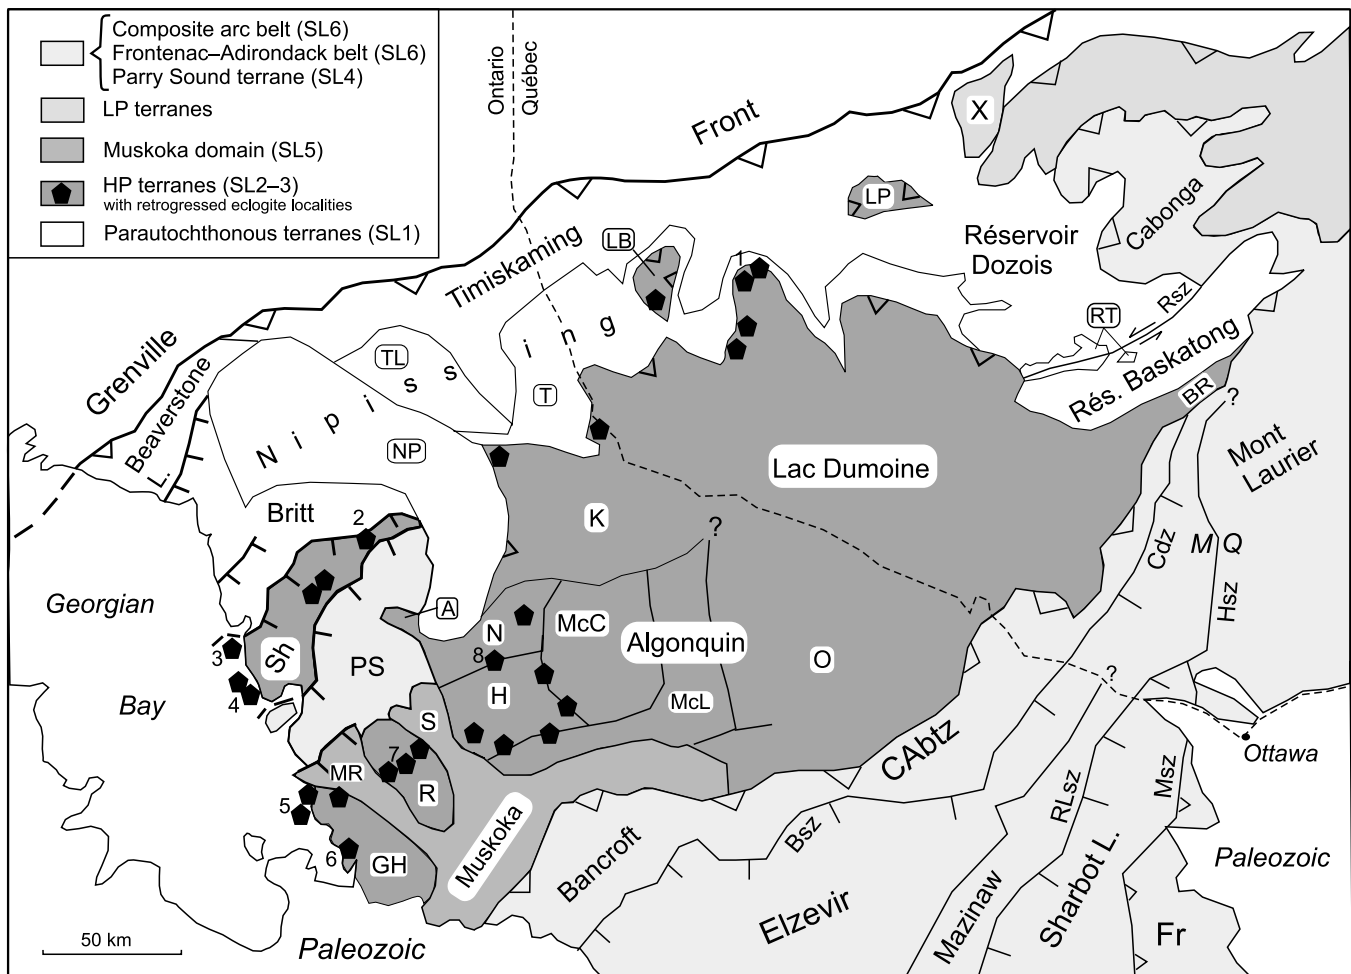 Composite arc belt (SL6)
Frontenac–Adirondack belt (SL6)
Parry Sound terrane (SL4)
LP terranes
Muskoka domain (SL5)
HP terranes (SL2–3)
with retrogressed eclogite localities
Parautochthonous terranes (SL1)
Ontario
Québec
Grenville
Front
X
LP
Cabonga
Réservoir
Dozois
Timiskaming
LB
1
Rsz
RT
Rés. Baskatong
BR
?
Beaverstone
L.
TL
T
Nipissing
NP
Mont
Laurier
Lac Dumoine
Britt
2
K
?
Cdz
M Q
Hsz
Georgian
Bay
A
N
McC
8
Algonquin
O
3
Sh
PS
H
McL
?
4
S
7
MR
R
CAbtz
Ottawa
5
6
GH
Muskoka
Bancroft
Bsz
RLsz
Msz
Elzevir
Mazinaw
Sharbot L.
Fr
Paleozoic
50 km
Paleozoic